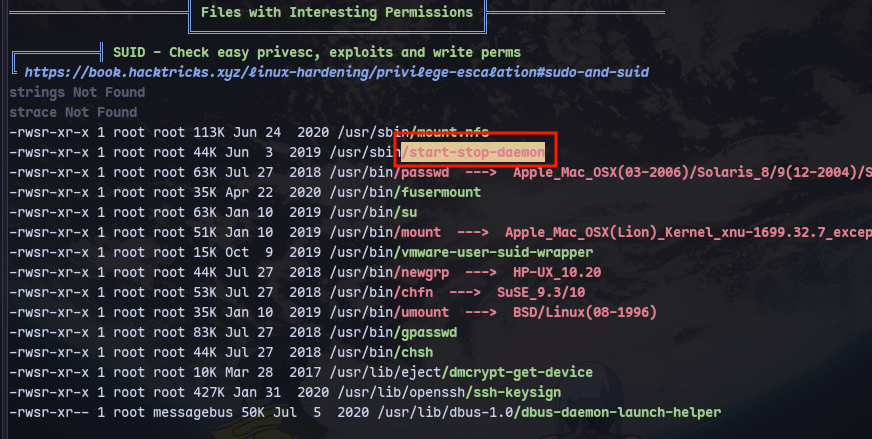 Files with Interesting Permissions
SUID - Check easy privesc, exploits and write perms
https://book.hacktricks.xyz/linux-hardening/privilege-escalation#sudo-and-suid
strings Not Found
strace Not Found
-rwsr-xr-x 1 root root 113K Jun 24  2020 /usr/sbin/mount.nfs
-rwsr-xr-x 1 root root 44K Jun  3  2019 /usr/sbin/start-stop-daemon
-rwsr-xr-x 1 root root 63K Jul 27  2018 /usr/bin/passwd  --->  Apple_Mac_OSX(03-2006)/Solaris_8/9(12-2004)/S
-rwsr-xr-x 1 root root 35K Apr 22  2020 /usr/bin/fusermount
-rwsr-xr-x 1 root root 63K Jan 10  2019 /usr/bin/su
-rwsr-xr-x 1 root root 51K Jan 10  2019 /usr/bin/mount  --->  Apple_Mac_OSX(Lion)_Kernel_xnu-1699.32.7_excep
-rwsr-xr-x 1 root root 15K Oct  9  2019 /usr/bin/vmware-user-suid-wrapper
-rwsr-xr-x 1 root root 44K Jul 27  2018 /usr/bin/newgrp  --->  HP-UX_10.20
-rwsr-xr-x 1 root root 53K Jul 27  2018 /usr/bin/chfn  --->  SuSE_9.3/10
-rwsr-xr-x 1 root root 35K Jan 10  2019 /usr/bin/umount  --->  BSD/Linux(08-1996)
-rwsr-xr-x 1 root root 83K Jul 27  2018 /usr/bin/gpasswd
-rwsr-xr-x 1 root root 44K Jul 27  2018 /usr/bin/chsh
-rwsr-xr-x 1 root root 10K Mar 28  2017 /usr/lib/eject/dmcrypt-get-device
-rwsr-xr-x 1 root root 427K Jan 31  2020 /usr/lib/openssh/ssh-keysign
-rwsr-xr-- 1 root messagebus 50K Jul  5  2020 /usr/lib/dbus-1.0/dbus-daemon-launch-helper